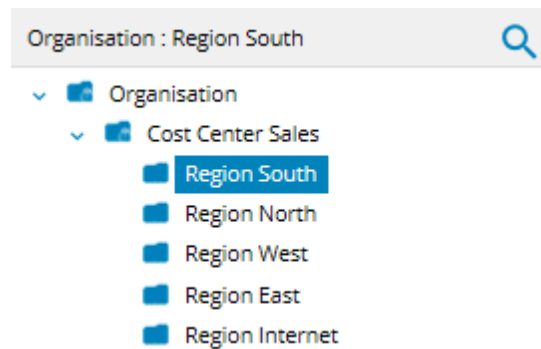 Organisation : Region South
Organisation
Cost Center Sales
Region South
Region North
Region West
Region East
Region Internet